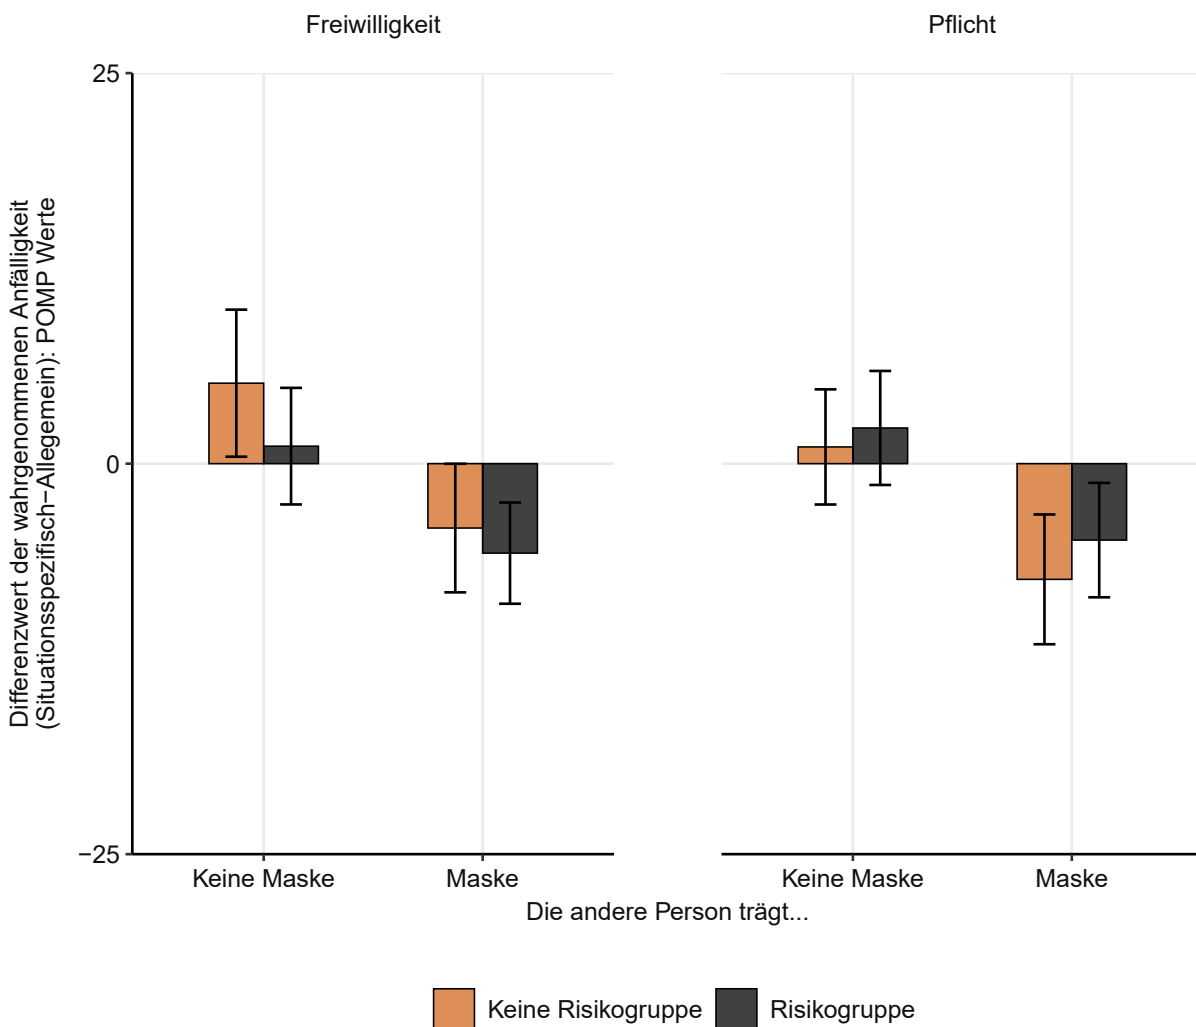 Freiwilligkeit
Pflicht
Differenzwert der wahrgenommenen Anfälligkeit
(Situationsspezifisch−Allegemein): POMP Werte
25
0
−25
Keine Maske
Maske
Keine Maske
Maske
Die andere Person trägt...
Keine Risikogruppe
Risikogruppe